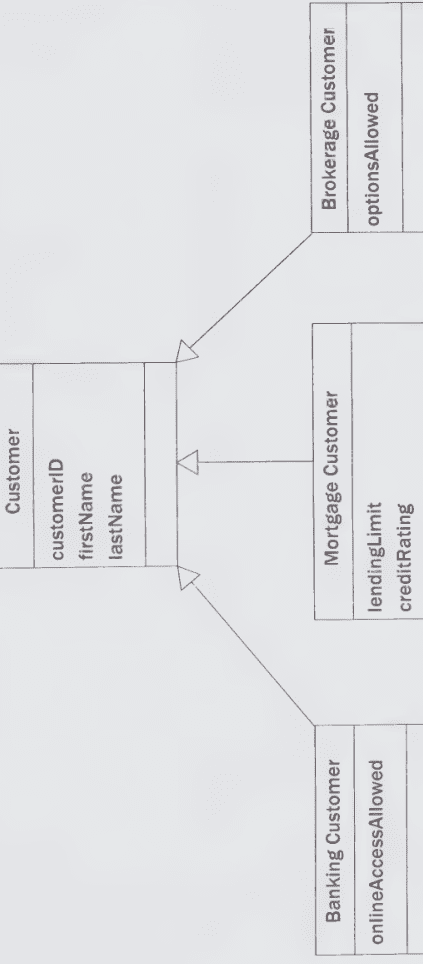 Customer
customerID
firstName
lastName
Banking Customer
onlineAccessAllowed
Mortgage Customer
lendingLimit
creditRating
Brokerage Customer
optionsAllowed